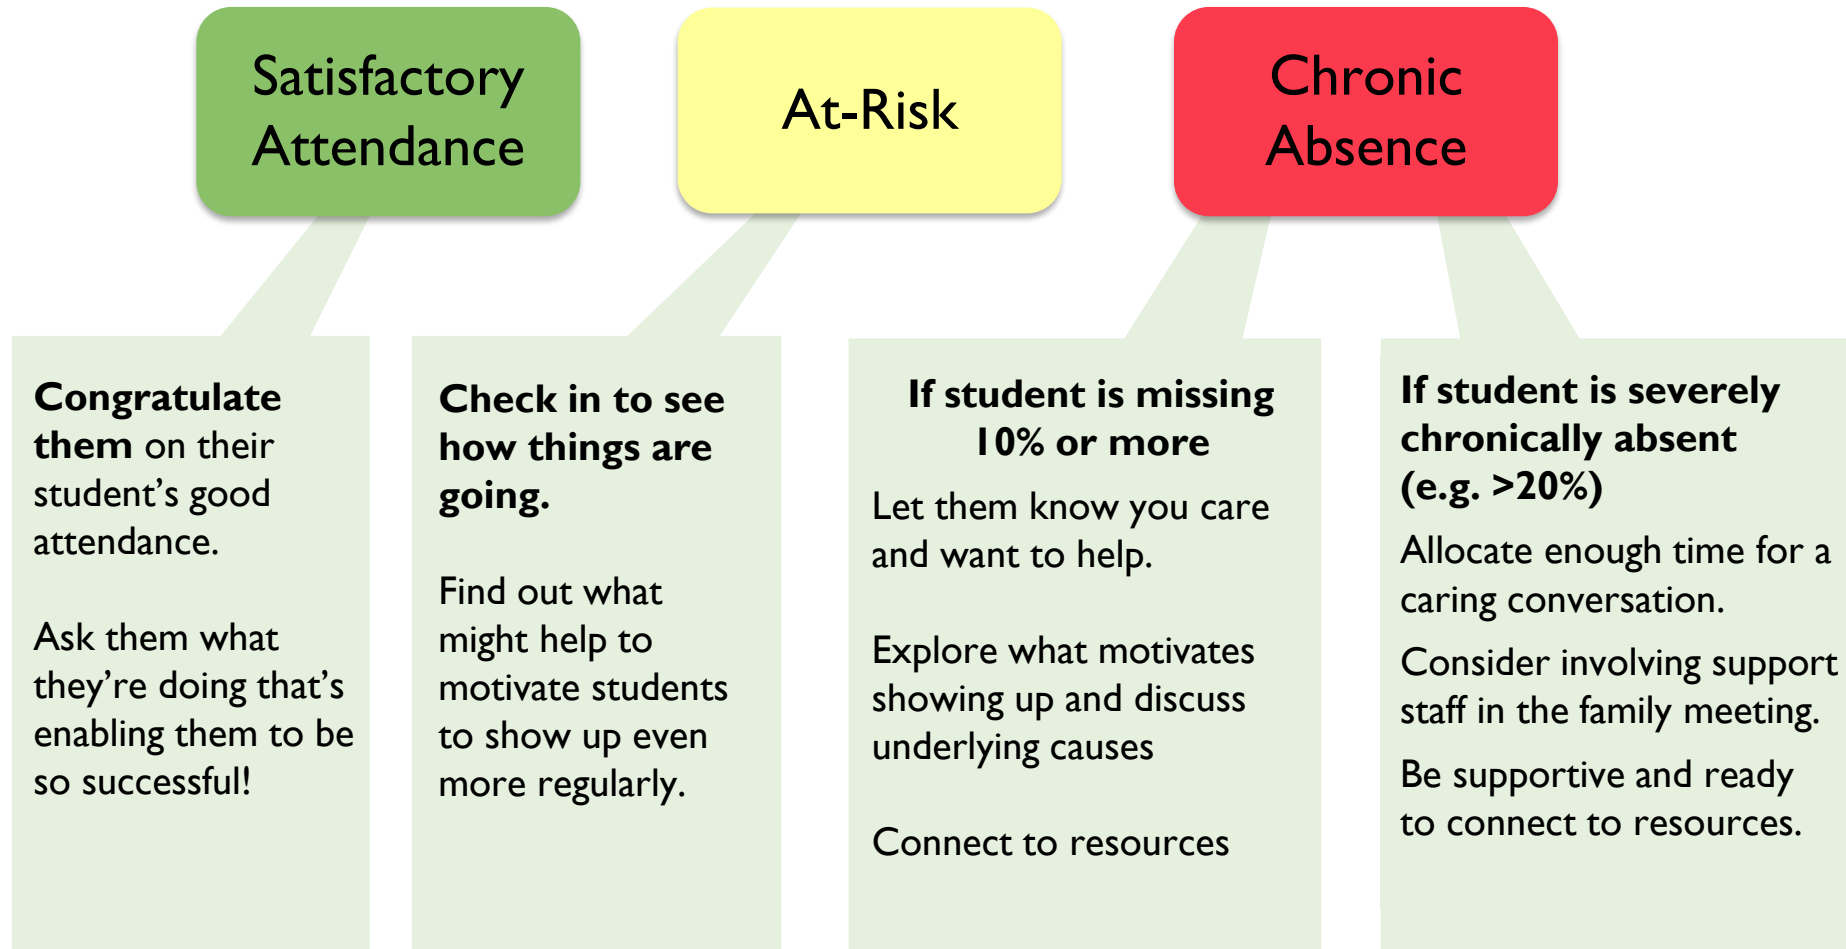 Satisfactory
Attendance
At-Risk
Chronic
Absence
Congratulate
them on their
student’s good
attendance.
Ask them what
they’re doing that’s
enabling them to be
so successful!
Check in to see
how things are
going.
Find out what
might help to
motivate students
to show up even
more regularly.
If student is missing
10% or more
Let them know you care
and want to help.
Explore what motivates
showing up and discuss
underlying causes
Connect to resources
If student is severely
chronically absent
(e.g. >20%)
Allocate enough time for a
caring conversation.
Consider involving support
staff in the family meeting.
Be supportive and ready
to connect to resources.